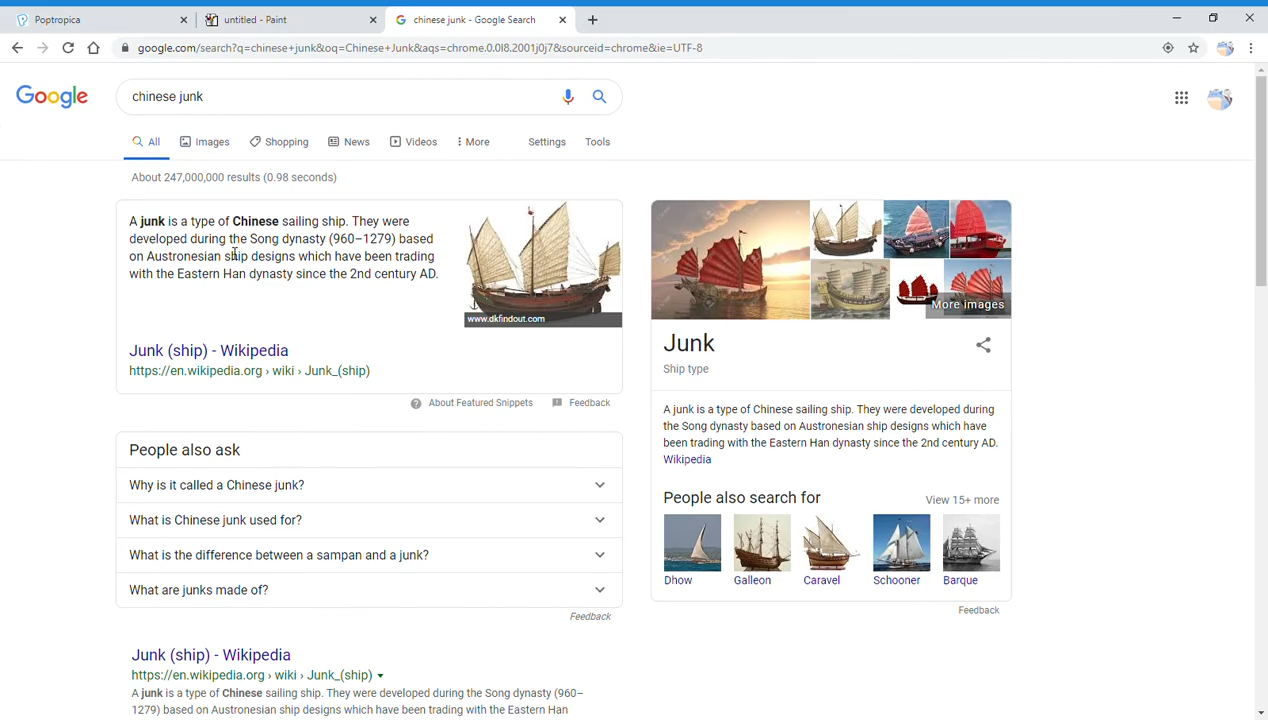 Poptropica
untitled - Paint
chinese junk - Google Search
google.com/search?q=chinese+junk&oq=Chinese+Junk&aqs=chrome.0.0l8.2001j0j7&sourceid=chrome&ie=UTF-8
Google
chinese junk
All
Images
Shopping
News
Videos
More
Settings
Tools
About 247,000,000 results (0.98 seconds)
A junk is a type of Chinese sailing ship. They were
developed during the Song dynasty (960–1279) based
on Austronesian ship designs which have been trading
with the Eastern Han dynasty since the 2nd century AD.
www.dkfindout.com
Junk (ship) - Wikipedia
https://en.wikipedia.org › wiki › Junk_(ship)
About Featured Snippets
Feedback
People also ask
Why is it called a Chinese junk?
What is Chinese junk used for?
What is the difference between a sampan and a junk?
What are junks made of?
Feedback
Junk (ship) - Wikipedia
https://en.wikipedia.org › wiki › Junk_(ship)
A junk is a type of Chinese sailing ship. They were developed during the Song dynasty (960–
1279) based on Austronesian ship designs which have been trading with the Eastern Han
More images
Junk
Ship type
A junk is a type of Chinese sailing ship. They were developed during
the Song dynasty based on Austronesian ship designs which have
been trading with the Eastern Han dynasty since the 2nd century AD.
Wikipedia
People also search for
View 15+ more
Dhow
Galleon
Caravel
Schooner
Barque
Feedback